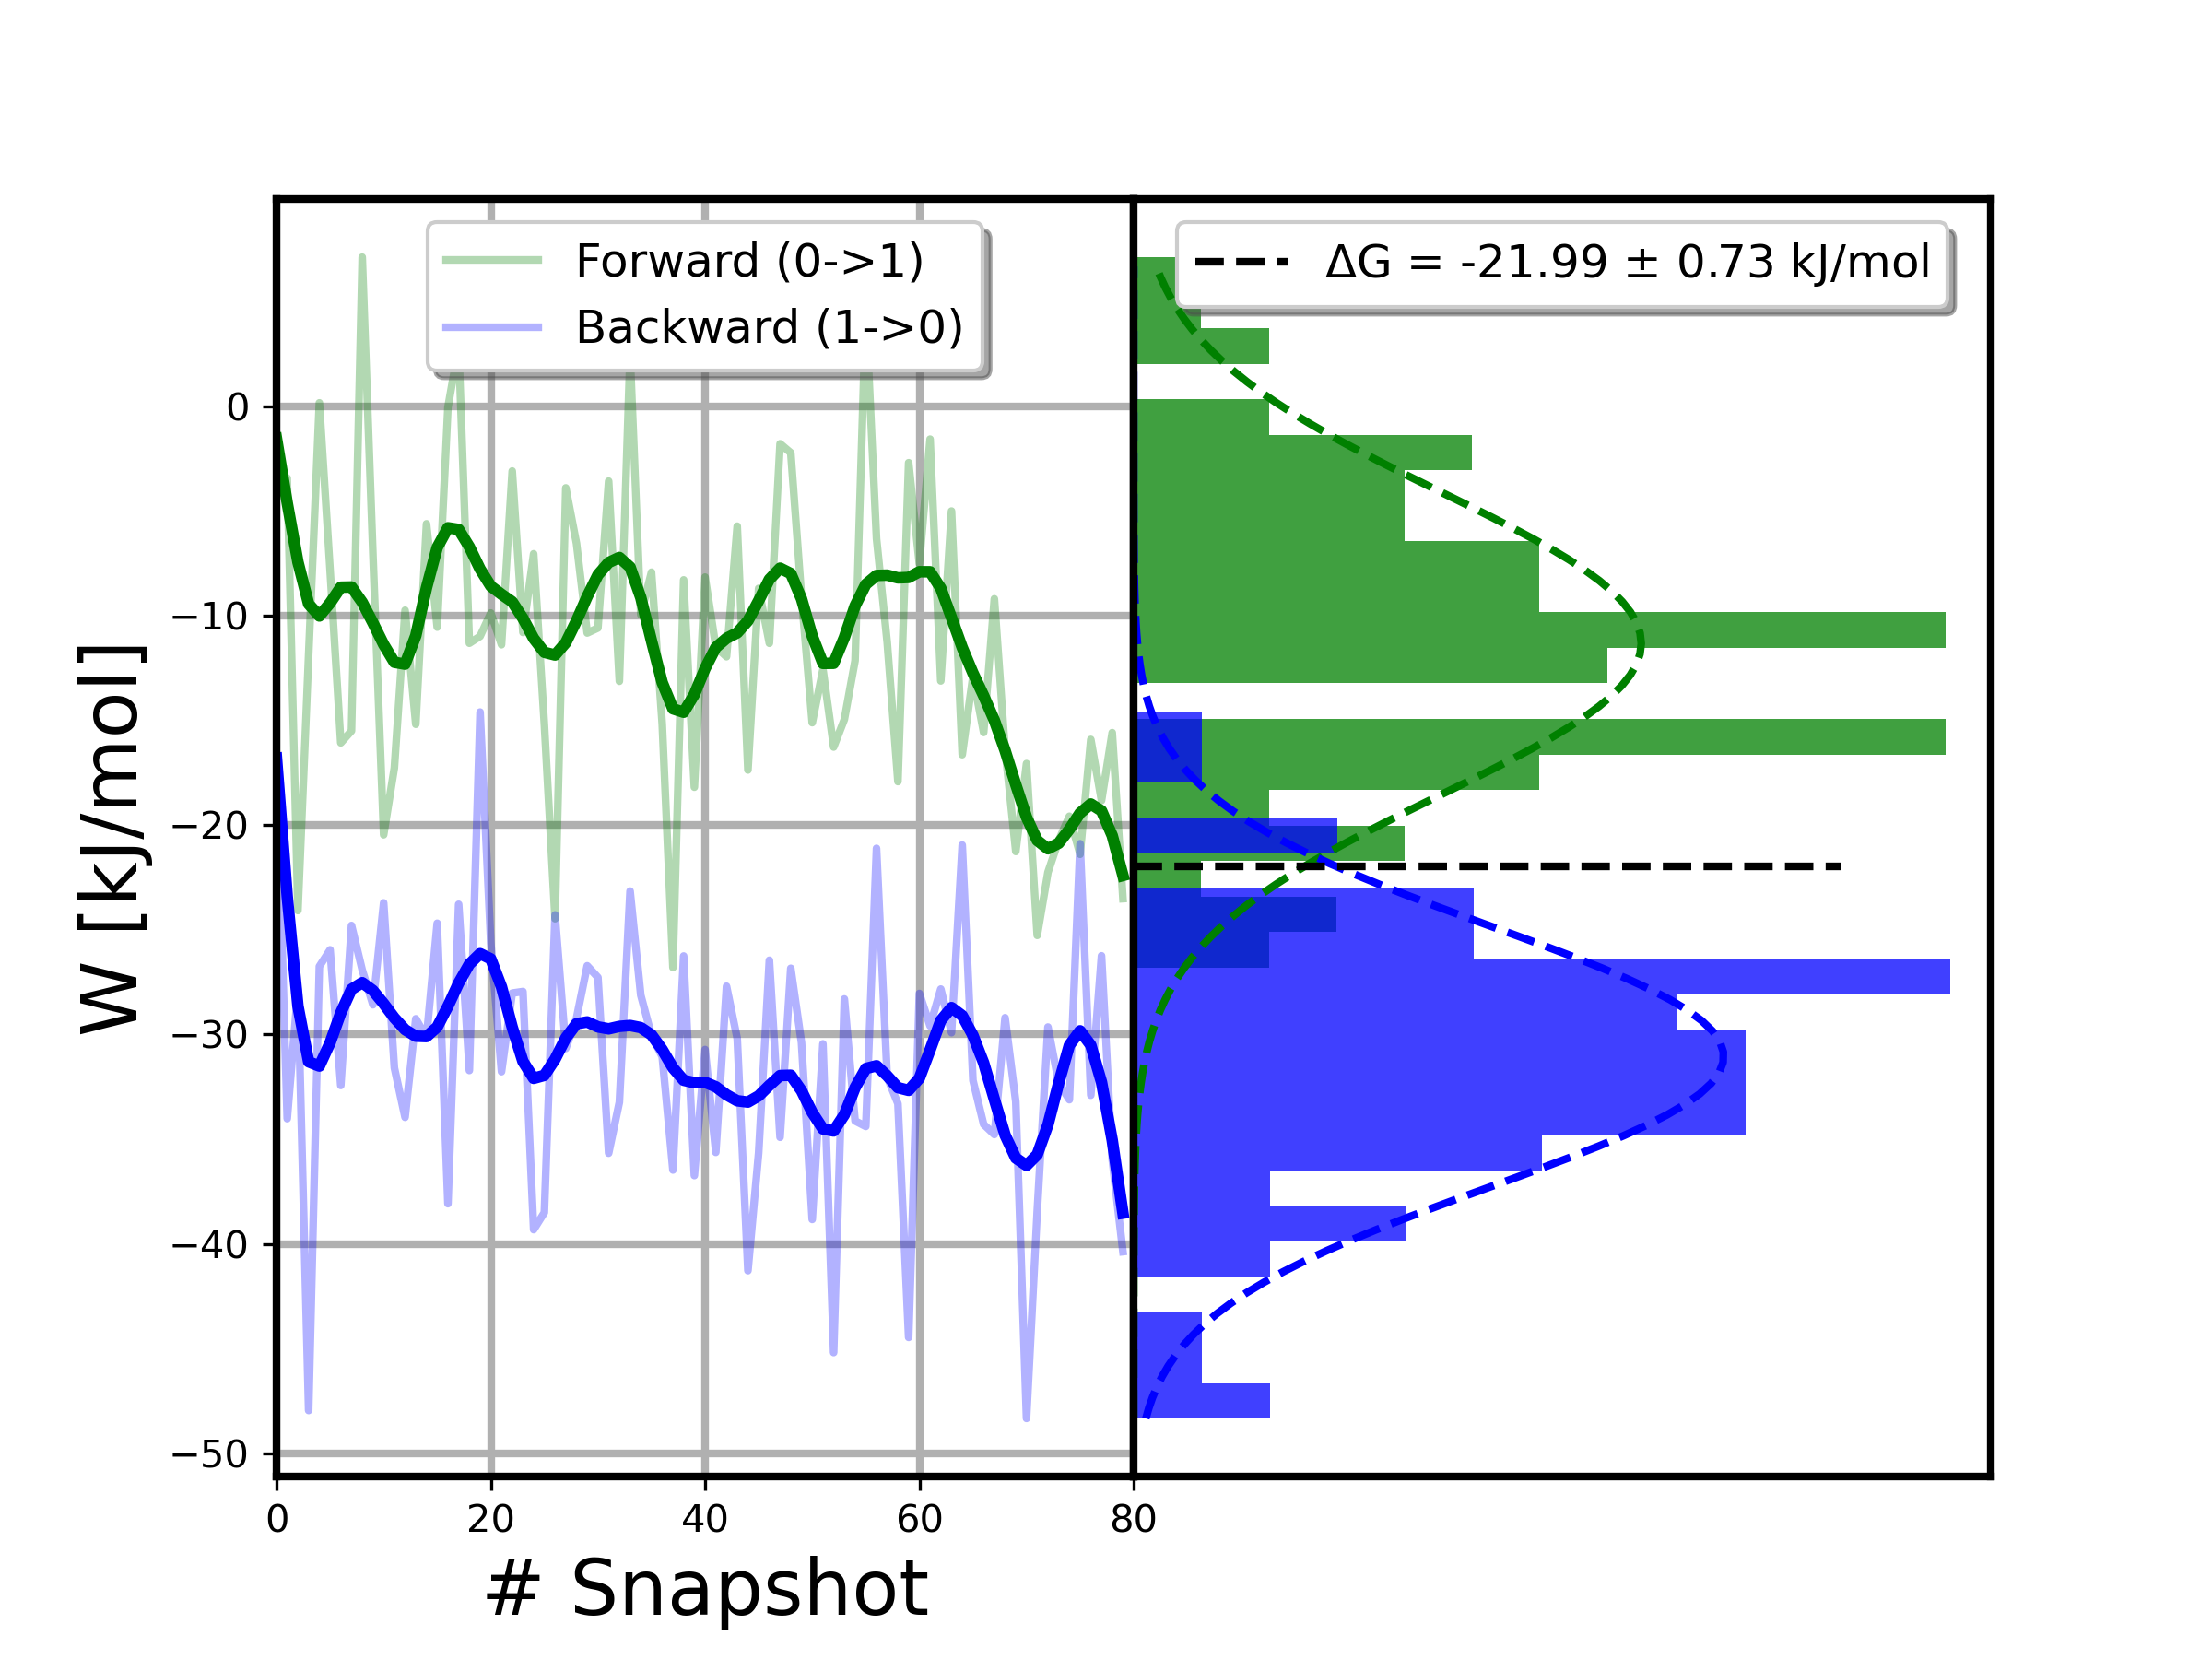 Forward (0->1)
Backward (1->0)
ΔG = -21.99 ± 0.73 kJ/mol
W [kJ/mol]
0
−10
−20
−30
−40
−50
0 20 40 60 80
# Snapshot